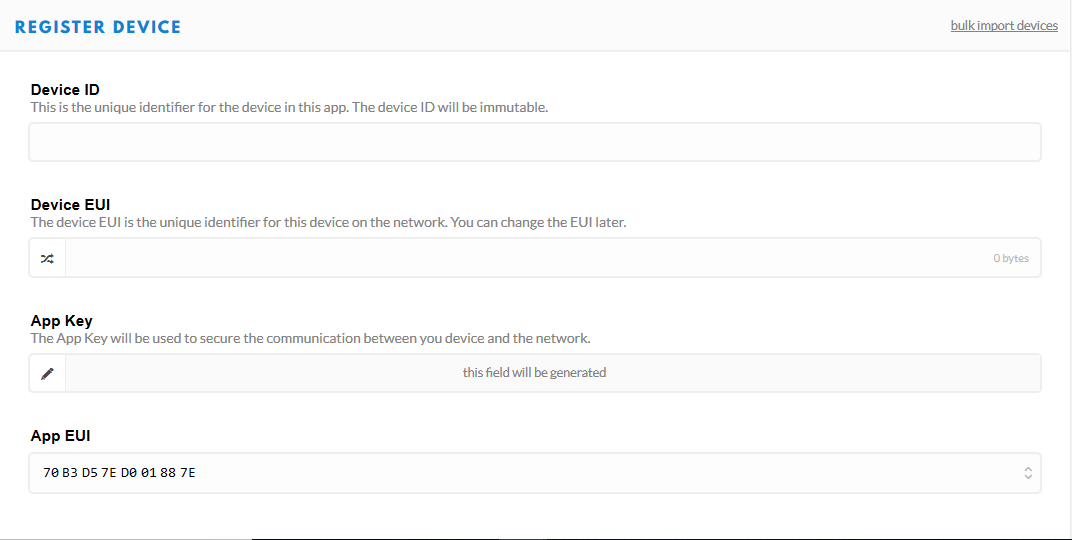 REGISTER DEVICE
bulk import devices
Device ID
This is the unique identifier for the device in this app. The device ID will be immutable.
Device EUI
The device EUI is the unique identifier for this device on the network. You can change the EUI later.
0 bytes
App Key
The App Key will be used to secure the communication between you device and the network.
this field will be generated
App EUI
70 B3 D5 7E D0 01 88 7E